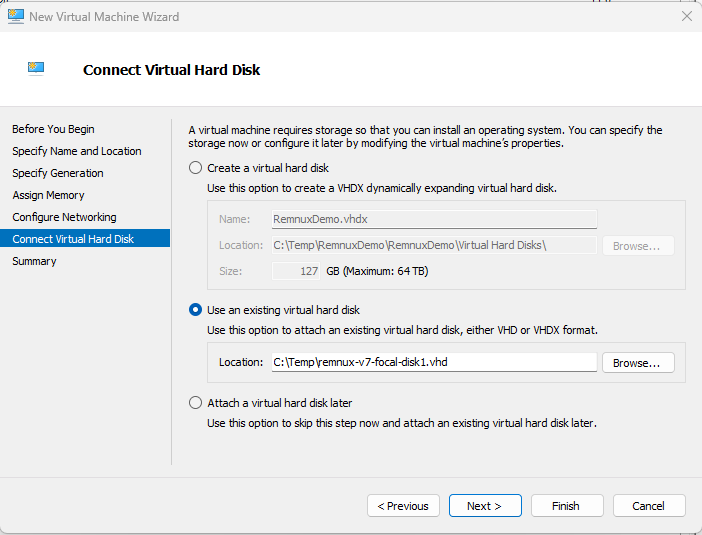 New Virtual Machine Wizard
Connect Virtual Hard Disk
Before You Begin
Specify Name and Location
Specify Generation
Assign Memory
Configure Networking
Connect Virtual Hard Disk
Summary
A virtual machine requires storage so that you can install an operating system. You can specify the
storage now or configure it later by modifying the virtual machine's properties.
Create a virtual hard disk
Use this option to create a VHDX dynamically expanding virtual hard disk.
Name: RemnuxDemo.vhdx
Location: C:\Temp\RemnuxDemo\RemnuxDemo\Virtual Hard Disks\ Browse...
Size: 127 GB (Maximum: 64 TB)
Use an existing virtual hard disk
Use this option to attach an existing virtual hard disk, either VHD or VHDX format.
Location: C:\Temp\remnux-v7-focal-disk1.vhd Browse...
Attach a virtual hard disk later
Use this option to skip this step now and attach an existing virtual hard disk later.
< Previous Next > Finish Cancel